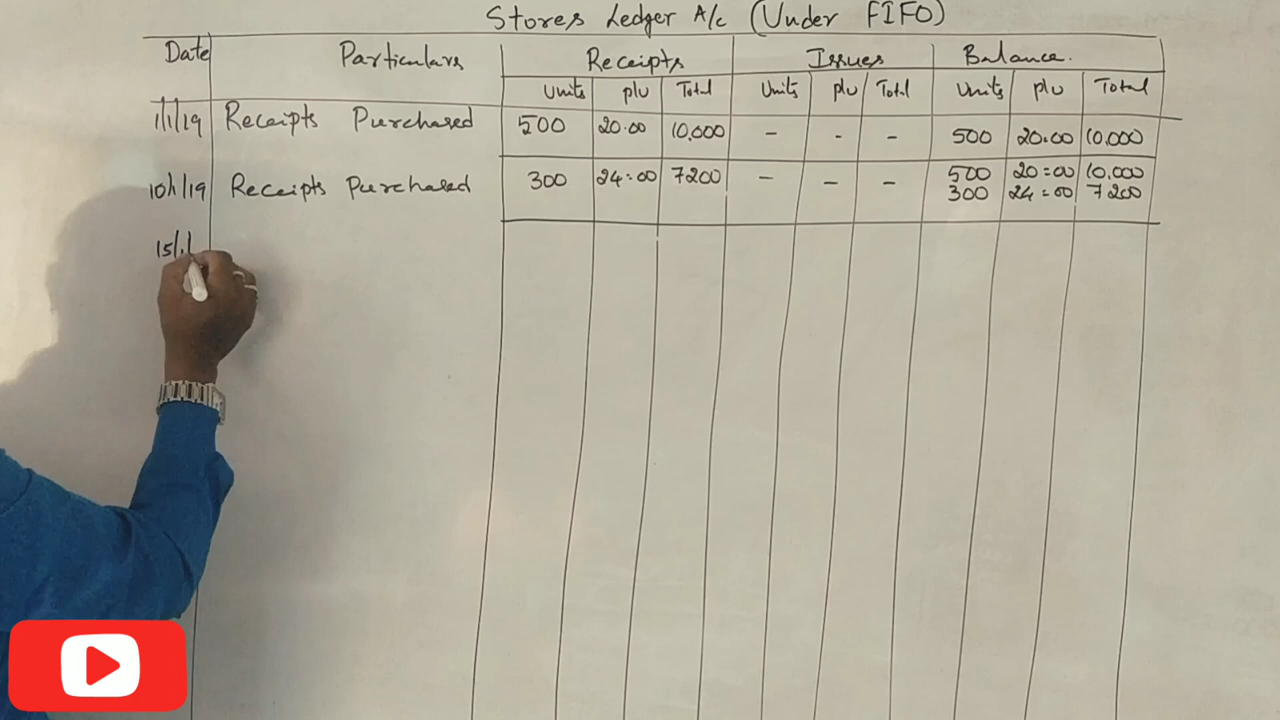 Stores Ledger A/c (Under FIFO)
Date Particulars Receipts Issues Balance.
Units p/u Total Units p/u Total Units p/u Total
1/1/19 Receipts Purchased 500 20.00 10,000 - - - 500 20.00 10,000
10/1/19 Receipts Purchased 300 24=00 7200 - - - 500 20=00 10,000
300 24=00 7200
15/1